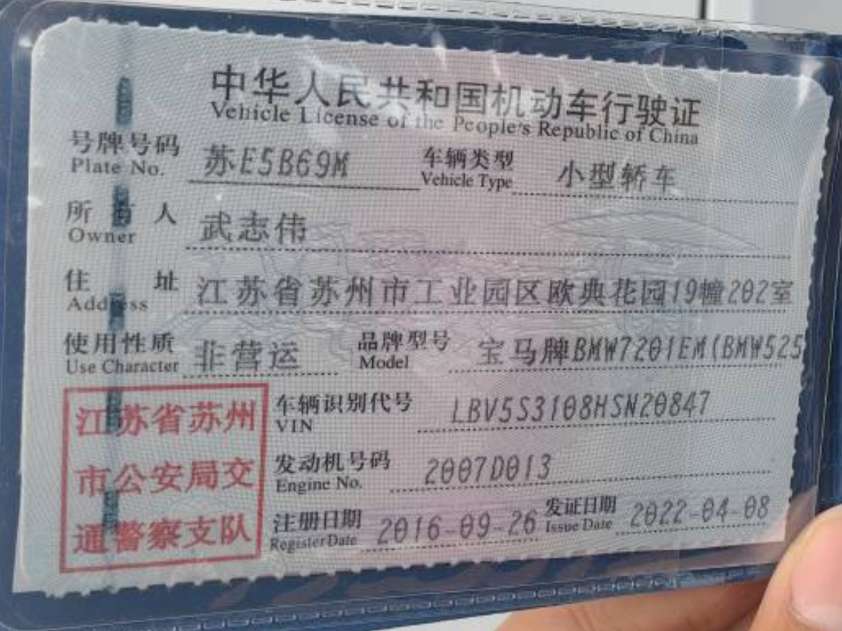 中华人民共和国机动车行驶证
Vehicle License of the People's Republic of China
号牌号码 苏E5B69M 车辆类型 小型轿车
Plate No. Vehicle Type
所有人 武志伟
Owner
住址 江苏省苏州市工业园区欧典花园19幢202室
Address
使用性质 非营运 品牌型号 宝马牌BMW7201EM(BMW525
Use Character Model
江苏省苏州 车辆识别代号 LBV5S3108HSN20847
VIN
市公安局交 发动机号码 2007D013
Engine No.
通警察支队 注册日期 2016-09-26 发证日期 2022-04-08
Register Date Issue Date